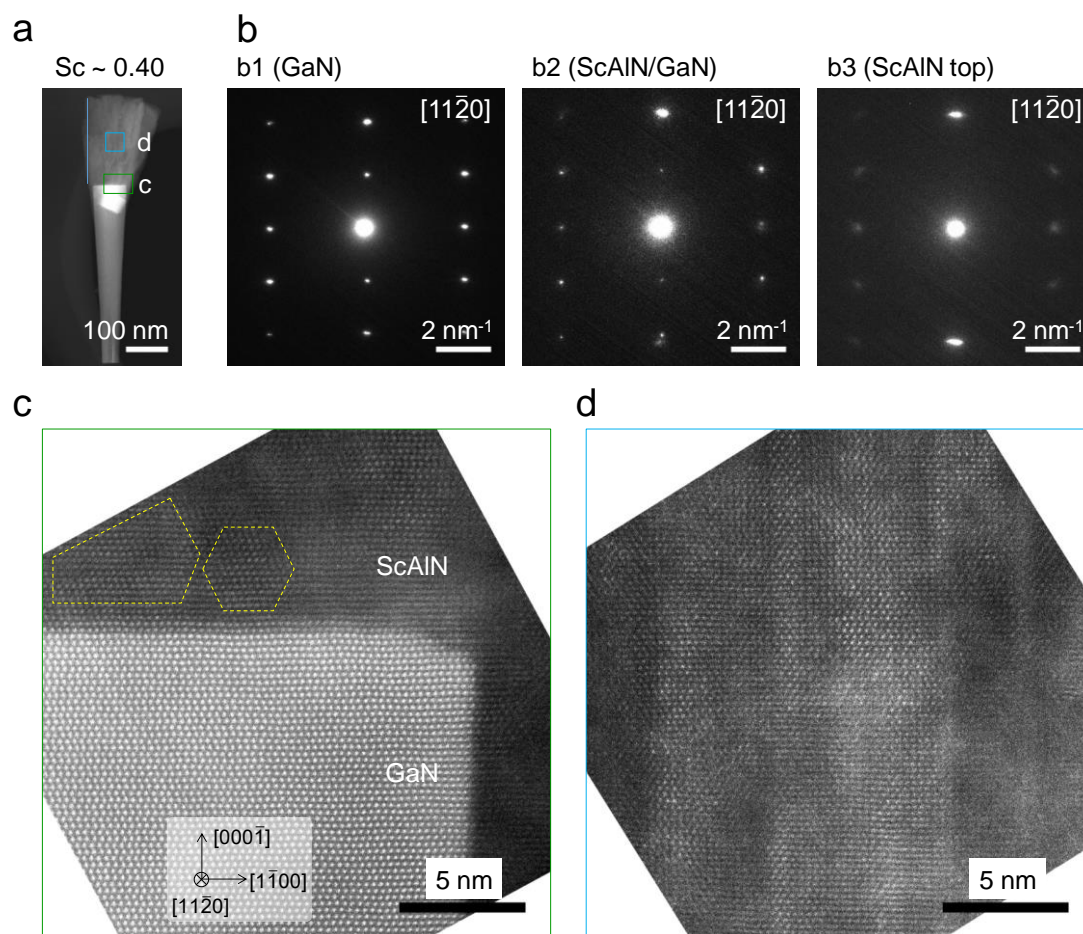 a
b
Sc ~ 0.40
b1 (GaN)
b2 (ScAlN/GaN)
b3 (ScAlN top)
[112̅0]
[112̅0]
[112̅0]
d
c
100 nm
2 nm⁻¹
2 nm⁻¹
2 nm⁻¹
c
d
ScAlN
GaN
[0001̅]
[11̅00]
[112̅0]
5 nm
5 nm